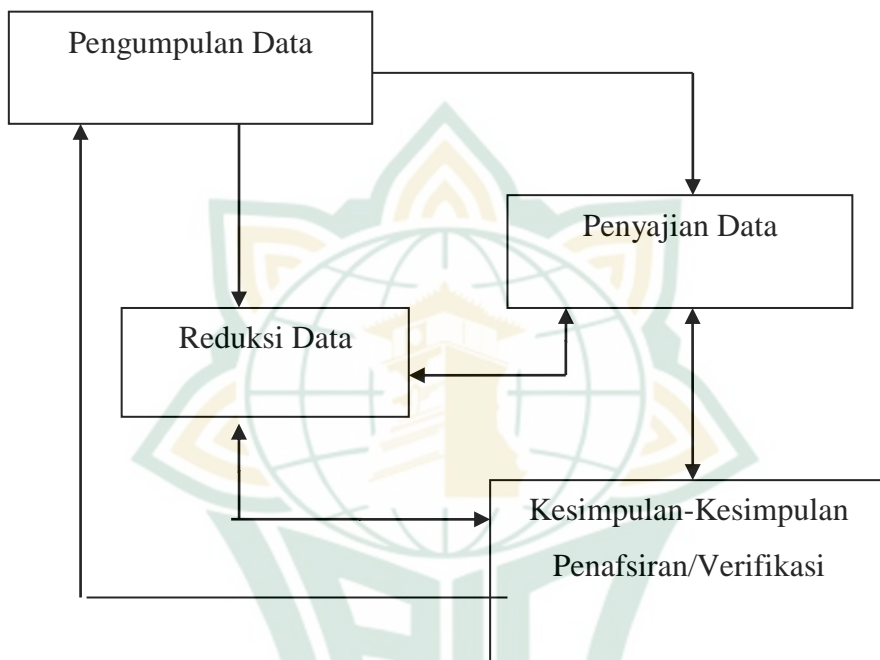 Pengumpulan Data
Penyajian Data
Reduksi Data
Kesimpulan-Kesimpulan
Penafsiran/Verifikasi